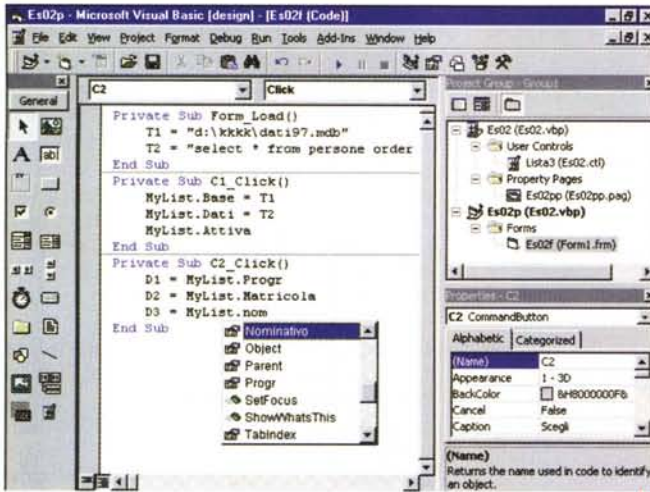 Es02p - Microsoft Visual Basic [design] - [Es02f (Code)]
File Edit View Project Format Debug Run Tools Add-Ins Window Help
General
C2
Click
Private Sub Form_Load()
T1 = "d:\kkkk\dati97.mdb"
T2 = "select * from persone order
End Sub
Private Sub C1_Click()
MyList.Base = T1
MyList.Dati = T2
MyList.Attiva
End Sub
Private Sub C2_Click()
D1 = MyList.Progr
D2 = MyList.Matricola
D3 = MyList.nom
End Sub
Nominativo
Object
Parent
Progr
SetFocus
ShowWhatsThis
TabIndex
Project Group - Group1
Es02 (Es02.vbp)
User Controls
Lista3 (Es02.ctl)
Property Pages
Es02pp (Es02pp.pag)
Es02p (Es02.vbp)
Forms
Es02f (Form1.frm)
Properties - C2
C2 CommandButton
Alphabetic Categorized
(Name) C2
Appearance 1 - 3D
BackColor &H8000000F&
Cancel False
Caption Scegli
(Name)
Returns the name used in code to identify
an object.